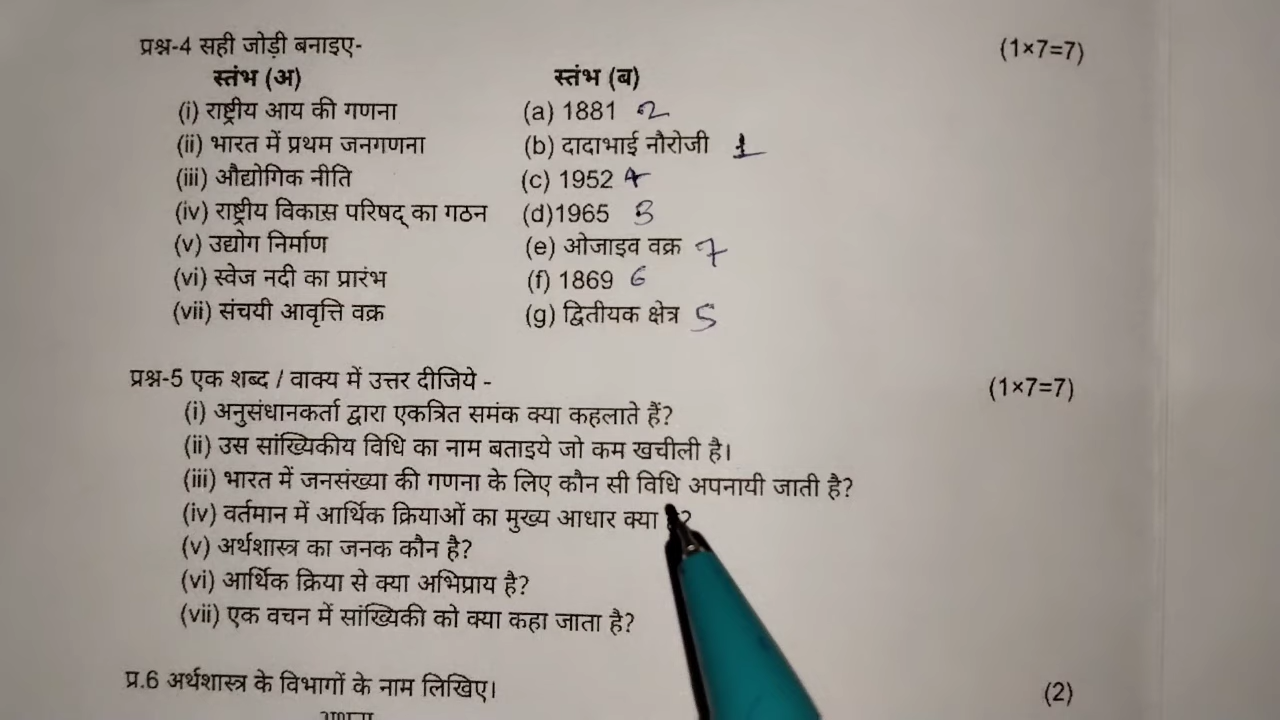 प्रश्न-4 सही जोड़ी बनाइए- (1×7=7)
स्तंभ (अ) स्तंभ (ब)
(i) राष्ट्रीय आय की गणना (a) 1881 2
(ii) भारत में प्रथम जनगणना (b) दादाभाई नौरोजी 1
(iii) औद्योगिक नीति (c) 1952 4
(iv) राष्ट्रीय विकास परिषद् का गठन (d)1965 3
(v) उद्योग निर्माण (e) ओजाइव वक्र 7
(vi) स्वेज नदी का प्रारंभ (f) 1869 6
(vii) संचयी आवृत्ति वक्र (g) द्वितीयक क्षेत्र 5
प्रश्न-5 एक शब्द / वाक्य में उत्तर दीजिये - (1×7=7)
(i) अनुसंधानकर्ता द्वारा एकत्रित समंक क्या कहलाते हैं?
(ii) उस सांख्यिकीय विधि का नाम बताइये जो कम खचीली है।
(iii) भारत में जनसंख्या की गणना के लिए कौन सी विधि अपनायी जाती है?
(iv) वर्तमान में आर्थिक क्रियाओं का मुख्य आधार क्या ?
(v) अर्थशास्त्र का जनक कौन है?
(vi) आर्थिक क्रिया से क्या अभिप्राय है?
(vii) एक वचन में सांख्यिकी को क्या कहा जाता है?
प्र.6 अर्थशास्त्र के विभागों के नाम लिखिए। (2)